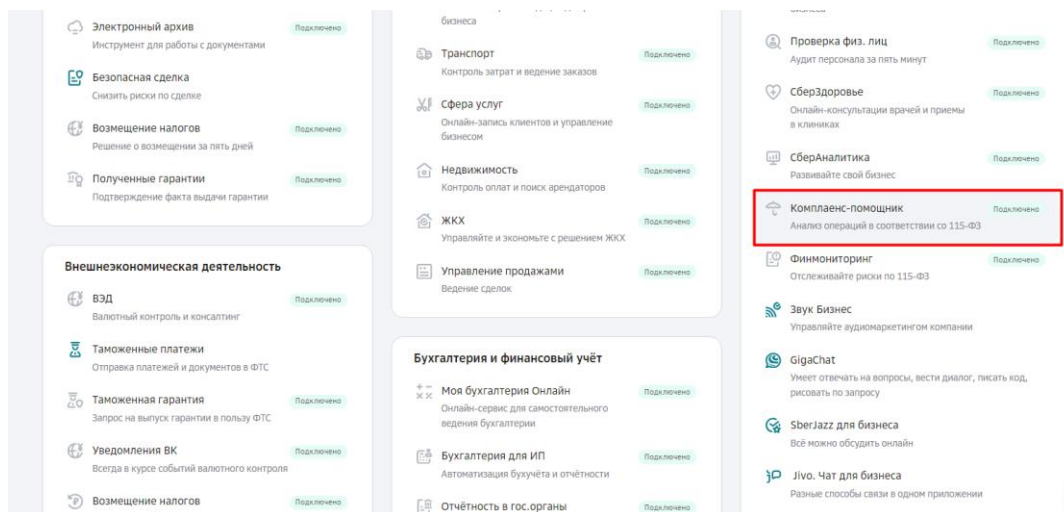 Электронный архив
Подключено
Инструмент для работы с документами
Безопасная сделка
Снизить риски по сделке
Возмещение налогов
Подключено
Решение о возмещении за пять дней
Полученные гарантии
Подключено
Подтверждение факта выдачи гарантии
Внешнеэкономическая деятельность
ВЭД
Подключено
Валютный контроль и консалтинг
Таможенные платежи
Отправка платежей и документов в ФТС
Таможенная гарантия
Подключено
Запрос на выпуск гарантии в пользу ФТС
Уведомления ВК
Подключено
Всегда в курсе событий валютного контроля
Возмещение налогов
Подключено
бизнеса
Транспорт
Подключено
Контроль затрат и ведение заказов
Сфера услуг
Подключено
Онлайн-запись клиентов и управление
бизнесом
Недвижимость
Подключено
Контроль оплат и поиск арендаторов
ЖКХ
Подключено
Управляйте и экономьте с решением ЖКХ
Управление продажами
Подключено
Ведение сделок
Бухгалтерия и финансовый учёт
Моя бухгалтерия Онлайн
Подключено
Онлайн-сервис для самостоятельного
ведения бухгалтерии
Бухгалтерия для ИП
Подключено
Автоматизация бухучёта и отчётности
Отчётность в гос.органы
Подключено
Проверка физ. лиц
Подключено
Аудит персонала за пять минут
СберЗдоровье
Подключено
Онлайн-консультации врачей и приемы
в клиниках
СберАналитика
Подключено
Развивайте свой бизнес
Комплаенс-помощник
Подключено
Анализ операций в соответствии со 115-ФЗ
Финмониторинг
Подключено
Отслеживайте риски по 115-ФЗ
Звук Бизнес
Управляйте аудиомаркетингом компании
GigaChat
Умеет отвечать на вопросы, вести диалог, писать код,
рисовать по запросу
SberJazz для бизнеса
Всё можно обсудить онлайн
Jivo. Чат для бизнеса
Разные способы связи в одном приложении